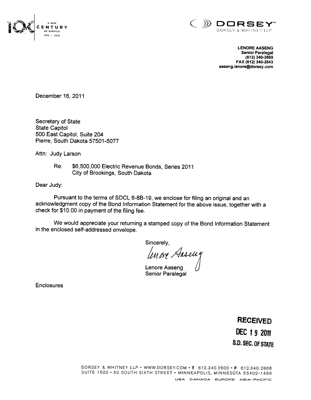 A NEW
CENTURY
OF SERVICE
DORSEY
DORSEY & WHITNEY LLP
LENORE AASENG
Senior Paralegal
(612) 340-2869
FAX (612) 340-2643
aaseng.lenore@dorsey.com
December 16, 2011
Secretary of State
State Capitol
500 East Capitol, Suite 204
Pierre, South Dakota 57501-5077
Attn: Judy Larson
Re: $6,500,000 Electric Revenue Bonds, Series 2011
City of Brookings, South Dakota
Dear Judy:
Pursuant to the terms of SDCL 6-8B-19, we enclose for filing an original and an
acknowledgment copy of the Bond Information Statement for the above issue, together with a
check for $10.00 in payment of the filing fee.
We would appreciate your returning a stamped copy of the Bond Information Statement
in the enclosed self-addressed envelope.
Sincerely,
Lenore Aaseng
Lenore Aaseng
Senior Paralegal
Enclosures
RECEIVED
DEC 19 2011
S.D. SEC. OF STATE
DORSEY & WHITNEY LLP • WWW.DORSEY.COM • T 612.340.2600 • F 612.340.2868
SUITE 1500 • 50 SOUTH SIXTH STREET • MINNEAPOLIS, MINNESOTA 55402-1498
USA CANADA EUROPE ASIA-PACIFIC